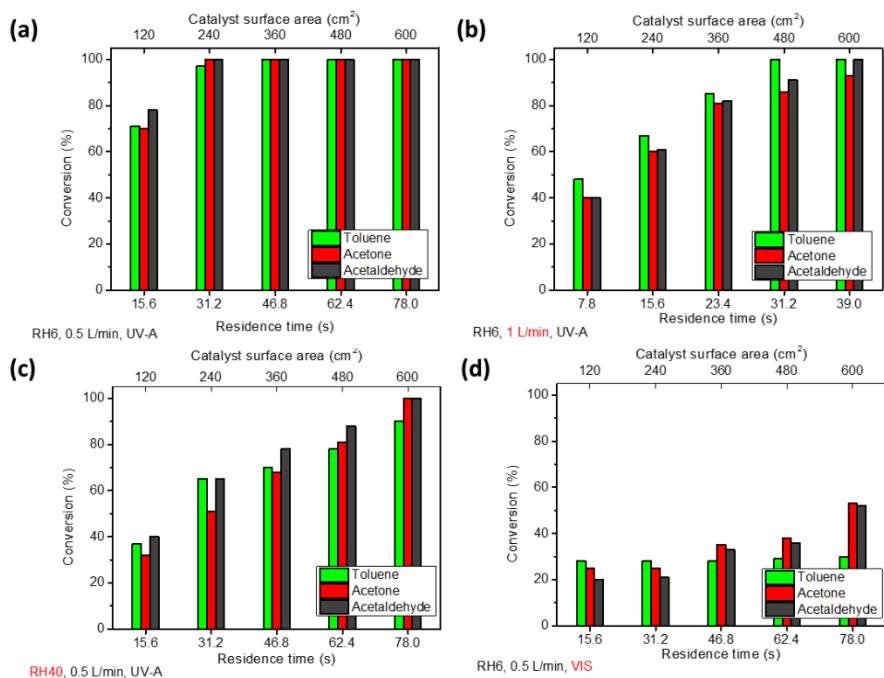 (a)
Catalyst surface area (cm²)
120 240 360 480 600
Conversion (%)
100
80
60
40
20
0
Toluene
Acetone
Acetaldehyde
15.6 31.2 46.8 62.4 78.0
Residence time (s)
RH6, 0.5 L/min, UV-A
(b)
Catalyst surface area (cm²)
120 240 360 480 600
Conversion (%)
100
80
60
40
20
0
Toluene
Acetone
Acetaldehyde
7.8 15.6 23.4 31.2 39.0
Residence time (s)
RH6, 1 L/min, UV-A
(c)
Catalyst surface area (cm²)
120 240 360 480 600
Conversion (%)
100
80
60
40
20
0
Toluene
Acetone
Acetaldehyde
15.6 31.2 46.8 62.4 78.0
Residence time (s)
RH40, 0.5 L/min, UV-A
(d)
Catalyst surface area (cm²)
120 240 360 480 600
Conversion (%)
100
80
60
40
20
0
Toluene
Acetone
Acetaldehyde
15.6 31.2 46.8 62.4 78.0
Residence time (s)
RH6, 0.5 L/min, VIS